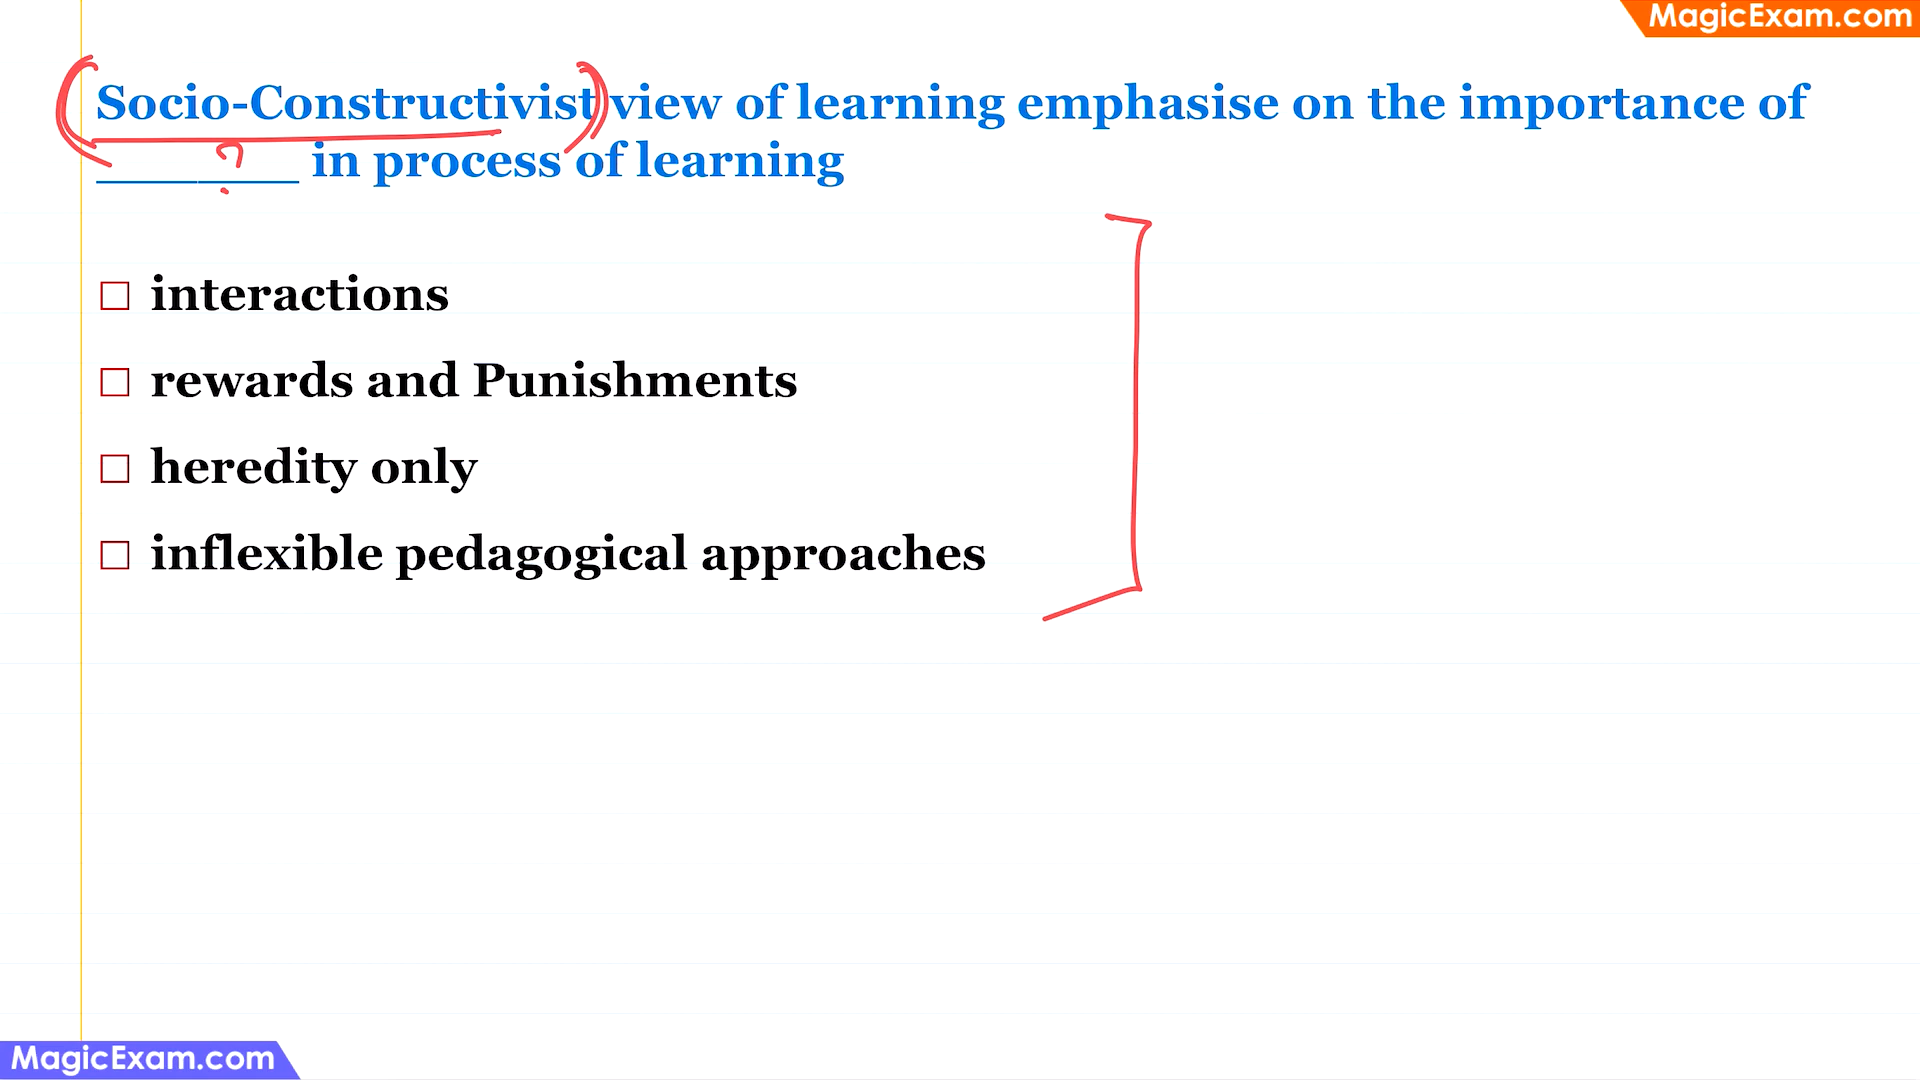 MagicExam.com
Socio-Constructivist view of learning emphasise on the importance of
__________ in process of learning
?
interactions
rewards and Punishments
heredity only
inflexible pedagogical approaches
MagicExam.com